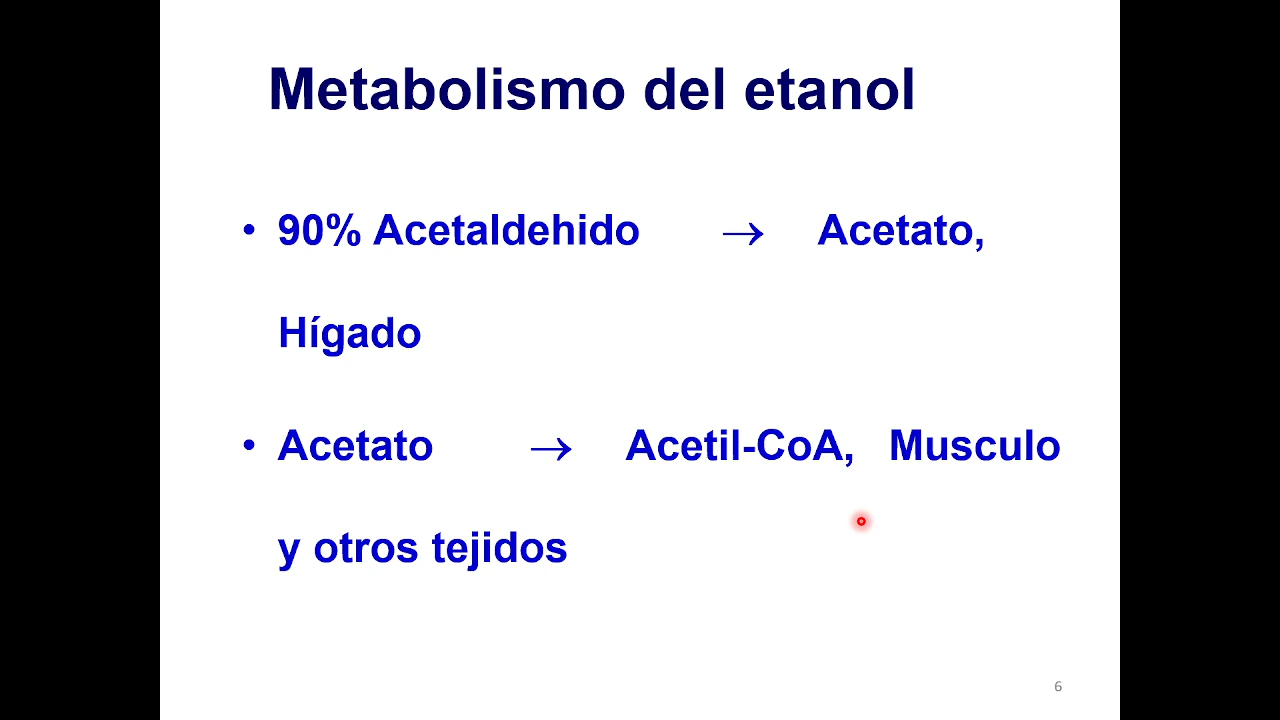 Metabolismo del etanol
• 90% Acetaldehido → Acetato,
Hígado
• Acetato → Acetil-CoA, Musculo
y otros tejidos
6